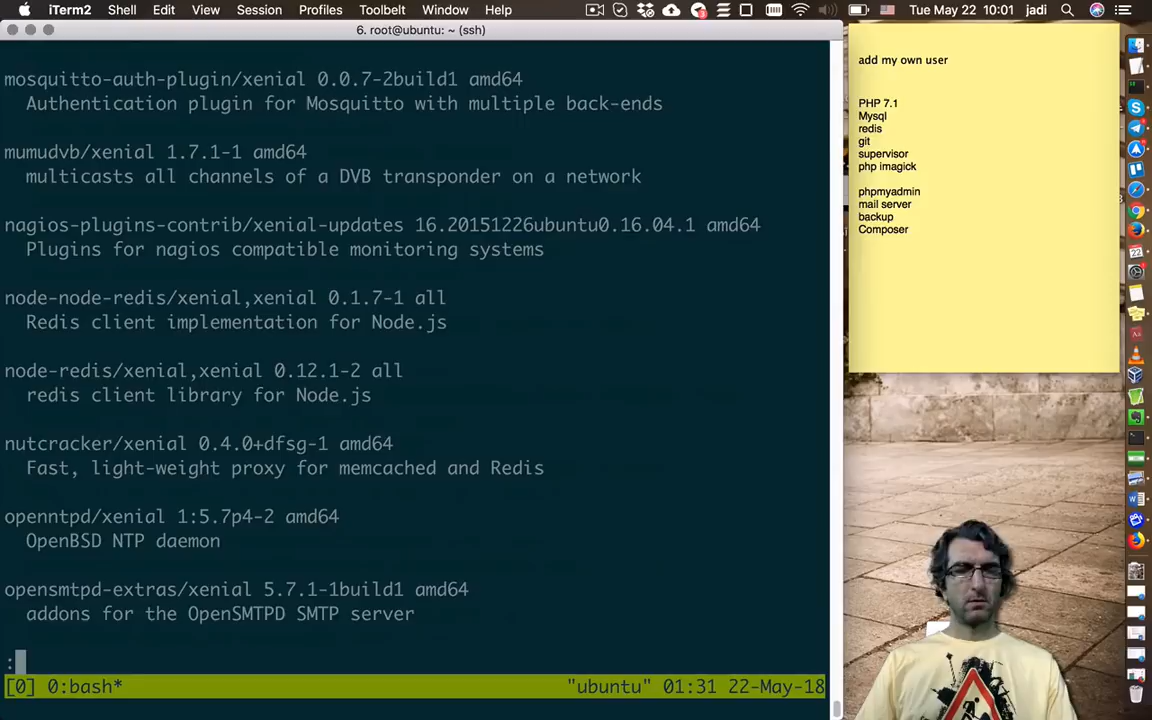 iTerm2 Shell Edit View Session Profiles Toolbelt Window Help
3
Tue May 22 10:01 jadi
6. root@ubuntu: ~ (ssh)
mosquitto-auth-plugin/xenial 0.0.7-2build1 amd64
Authentication plugin for Mosquitto with multiple back-ends
mumudvb/xenial 1.7.1-1 amd64
multicasts all channels of a DVB transponder on a network
nagios-plugins-contrib/xenial-updates 16.20151226ubuntu0.16.04.1 amd64
Plugins for nagios compatible monitoring systems
node-node-redis/xenial,xenial 0.1.7-1 all
Redis client implementation for Node.js
node-redis/xenial,xenial 0.12.1-2 all
redis client library for Node.js
nutcracker/xenial 0.4.0+dfsg-1 amd64
Fast, light-weight proxy for memcached and Redis
openntpd/xenial 1:5.7p4-2 amd64
OpenBSD NTP daemon
opensmtpd-extras/xenial 5.7.1-1build1 amd64
addons for the OpenSMTPD SMTP server
:
[0] 0:bash* "ubuntu" 01:31 22-May-18
add my own user
PHP 7.1
Mysql
redis
git
supervisor
php imagick
phpmyadmin
mail server
backup
Composer